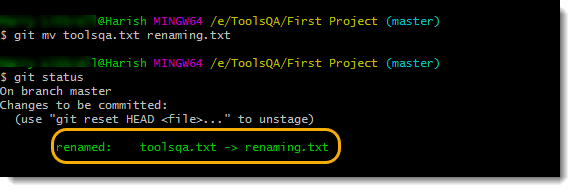 @Harish MINGW64 /e/ToolsQA/First Project (master)
$ git mv toolsqa.txt renaming.txt
@Harish MINGW64 /e/ToolsQA/First Project (master)
$ git status
On branch master
Changes to be committed:
(use "git reset HEAD <file>..." to unstage)
renamed: toolsqa.txt -> renaming.txt